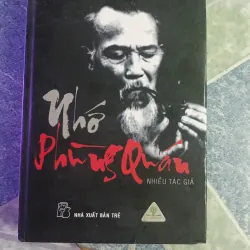 Nhớ
Phùng Quán
NHIỀU TÁC GIẢ
NHÀ XUẤT BẢN TRẺ